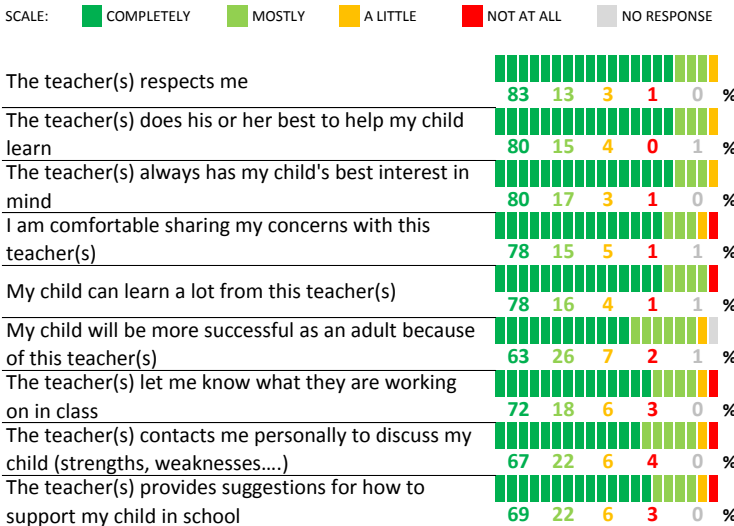 SCALE: COMPLETELY MOSTLY A LITTLE NOT AT ALL NO RESPONSE
The teacher(s) respects me
83 13 3 1 0 %
The teacher(s) does his or her best to help my child
learn
80 15 4 0 1 %
The teacher(s) always has my child's best interest in
mind
80 17 3 1 0 %
I am comfortable sharing my concerns with this
teacher(s)
78 15 5 1 1 %
My child can learn a lot from this teacher(s)
78 16 4 1 1 %
My child will be more successful as an adult because
of this teacher(s)
63 26 7 2 1 %
The teacher(s) let me know what they are working
on in class
72 18 6 3 0 %
The teacher(s) contacts me personally to discuss my
child (strengths, weaknesses....)
67 22 6 4 0 %
The teacher(s) provides suggestions for how to
support my child in school
69 22 6 3 0 %